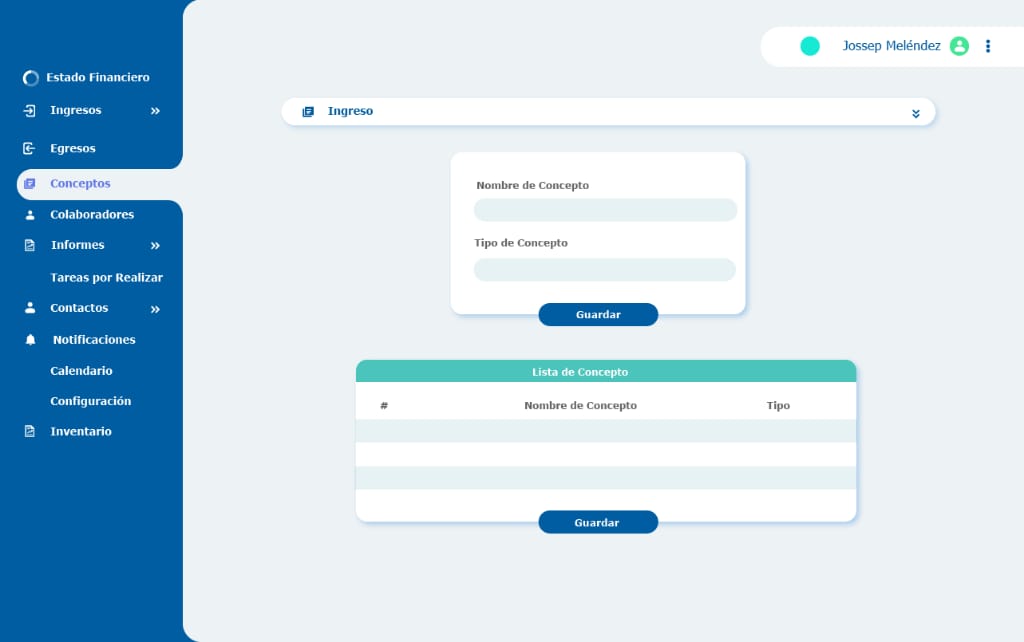 Jossep Meléndez
Estado Financiero
Ingresos
Egresos
Conceptos
Colaboradores
Informes
Tareas por Realizar
Contactos
Notificaciones
Calendario
Configuración
Inventario
Ingreso
Nombre de Concepto
Tipo de Concepto
Guardar
Lista de Concepto
# Nombre de Concepto Tipo
Guardar